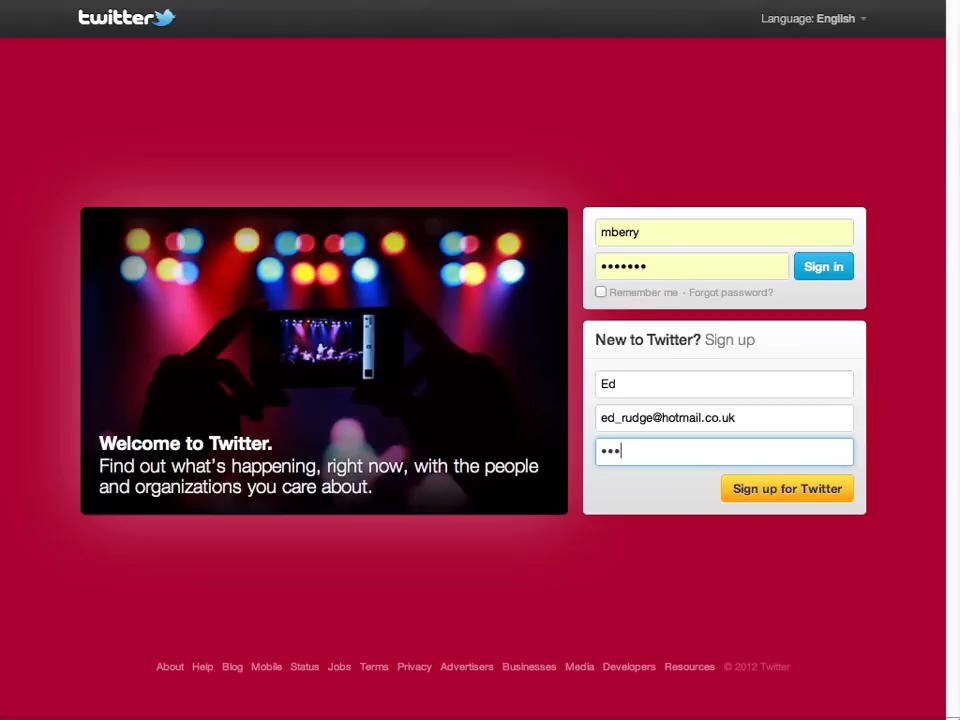 twitter
Language: English
mberry
•••••••
Sign in
Remember me · Forgot password?
New to Twitter? Sign up
Ed
ed_rudge@hotmail.co.uk
•••
Sign up for Twitter
Welcome to Twitter.
Find out what's happening, right now, with the people
and organizations you care about.
About Help Blog Mobile Status Jobs Terms Privacy Advertisers Businesses Media Developers Resources © 2012 Twitter